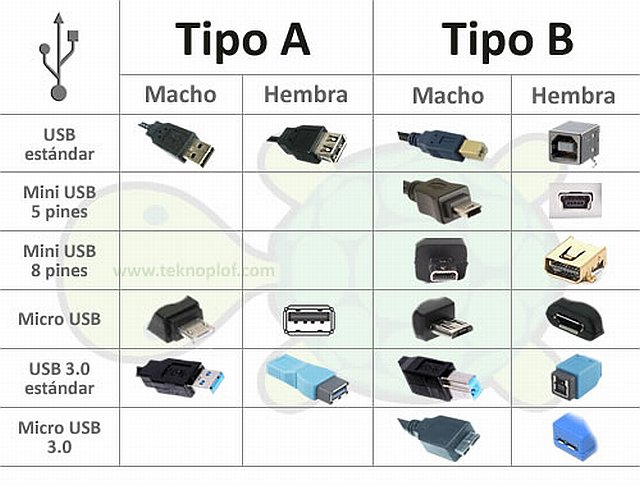 Tipo A Tipo B
Macho Hembra Macho Hembra
USB
estándar
Mini USB
5 pines
Mini USB
8 pines
www.teknoplof.com
Micro USB
USB 3.0
estándar
Micro USB
3.0